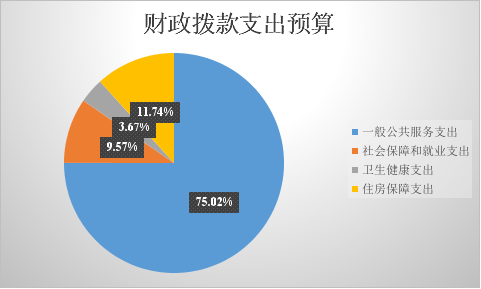 财政拨款支出预算
11.74%
3.67%
9.57%
75.02%
一般公共服务支出
社会保障和就业支出
卫生健康支出
住房保障支出